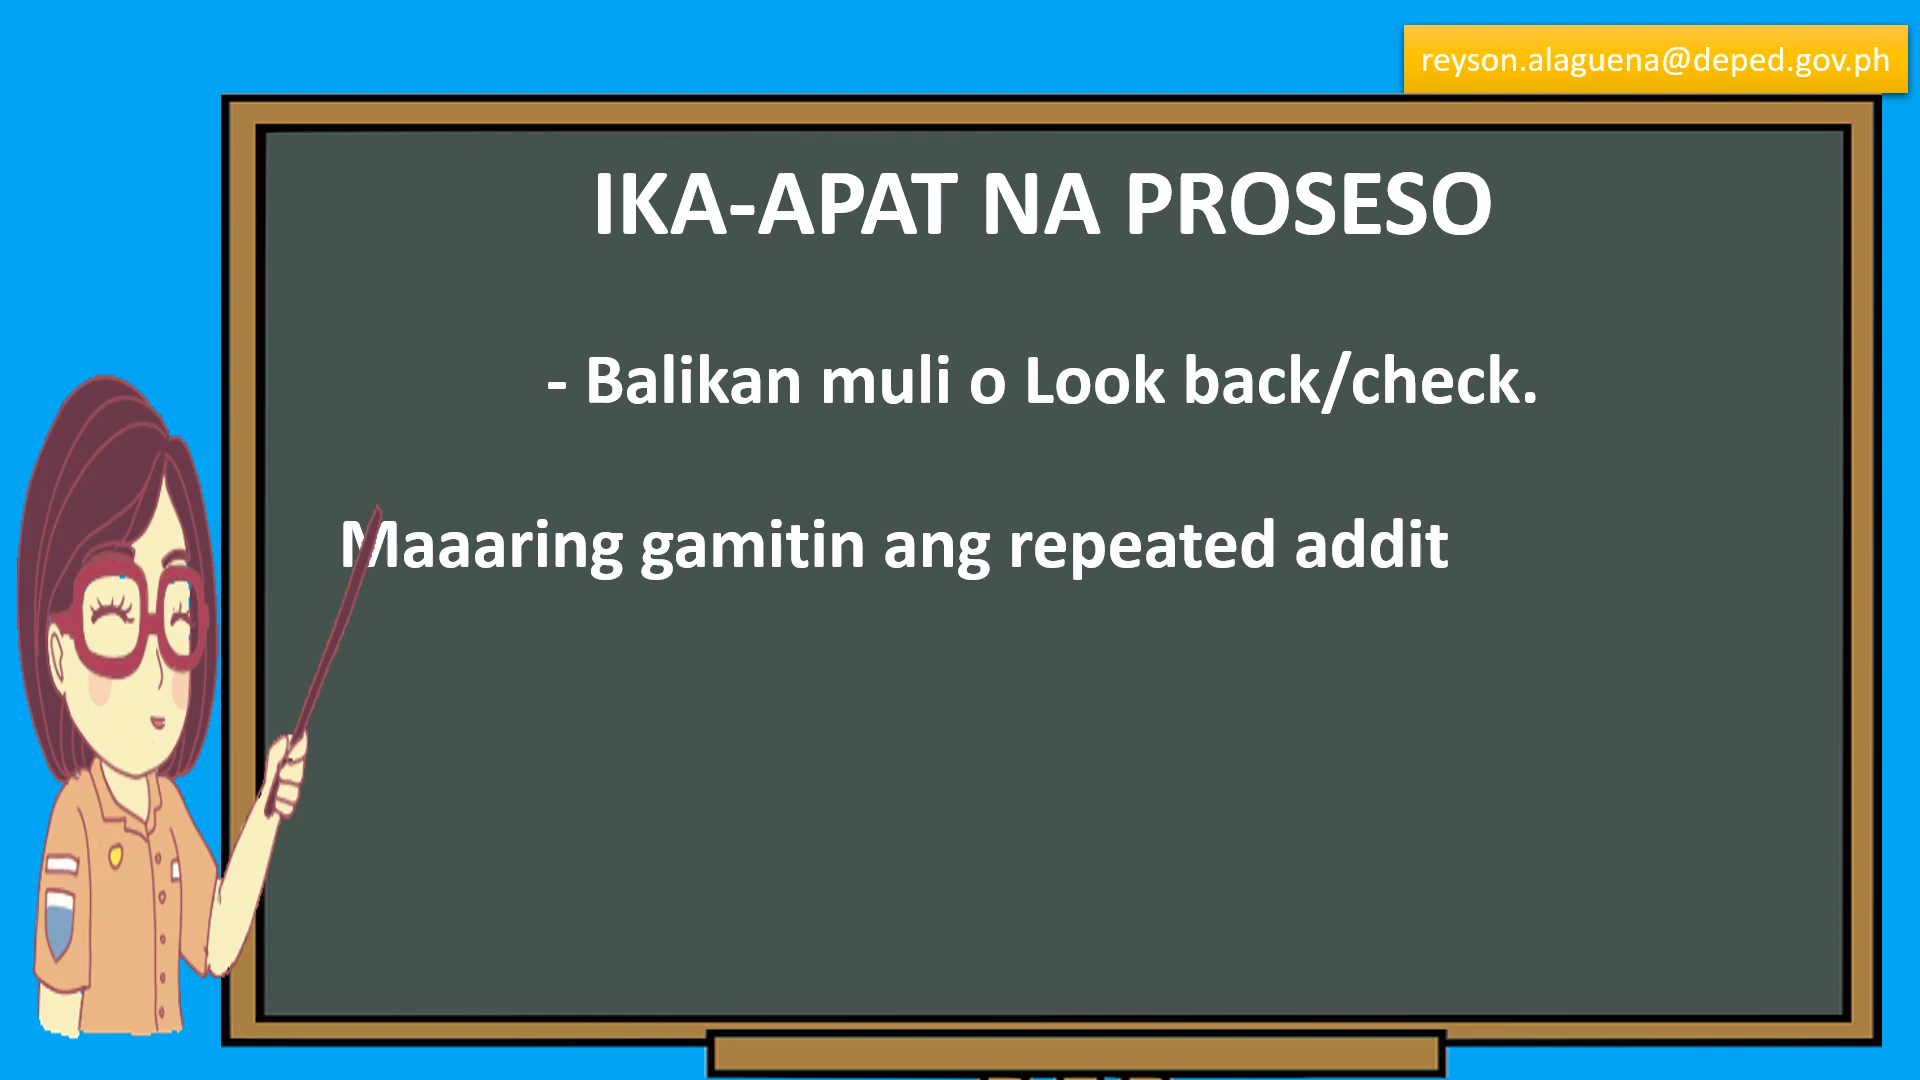 reyson.alaguena@deped.gov.ph
IKA-APAT NA PROSESO
- Balikan muli o Look back/check.
Maaaring gamitin ang repeated addit